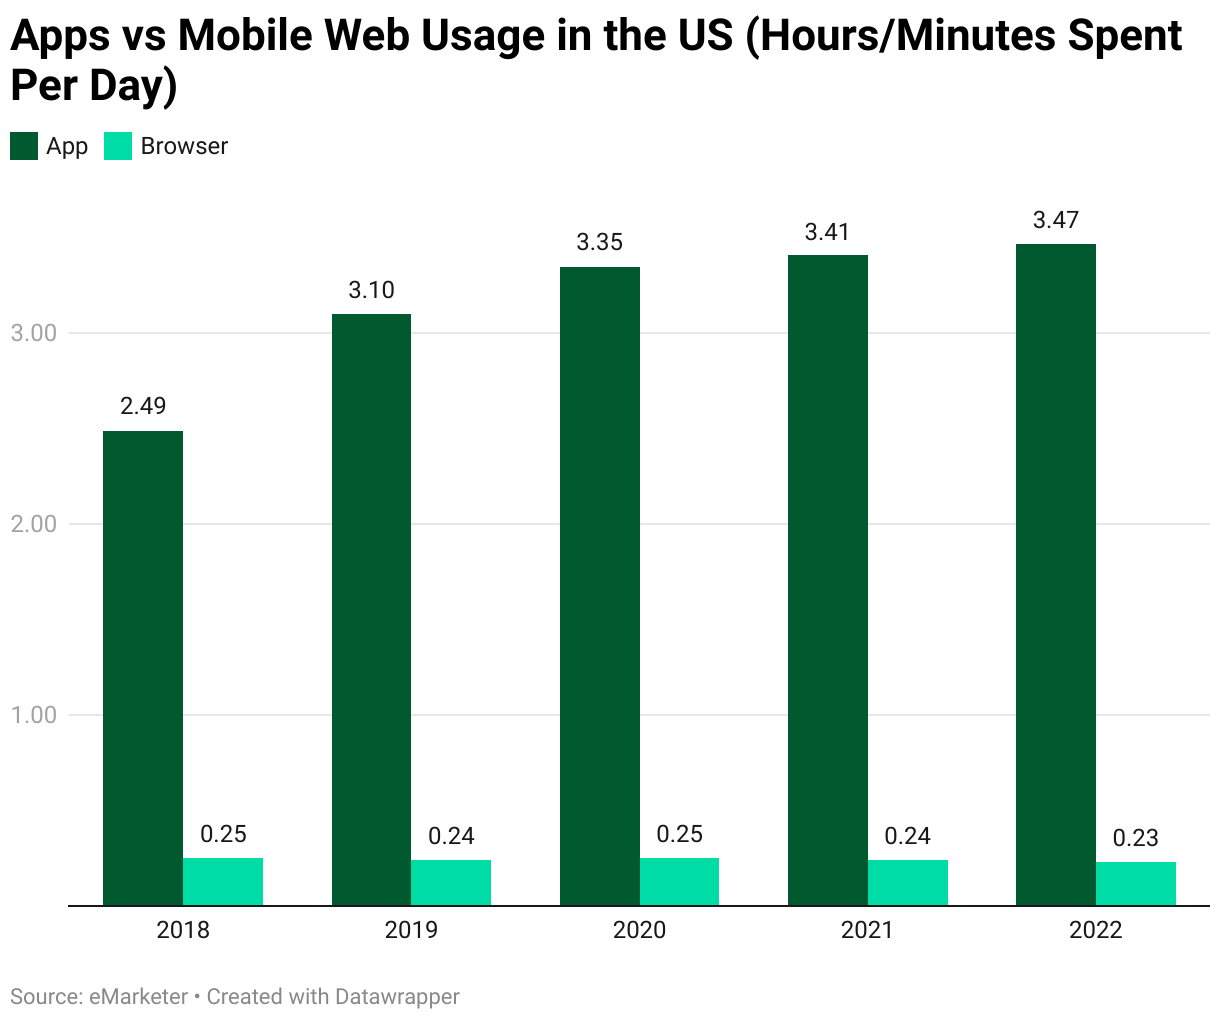 Apps vs Mobile Web Usage in the US (Hours/Minutes Spent
Per Day)
App Browser
3.47
3.41
3.35
3.10
3.00
2.49
2.00
1.00
0.25 0.24 0.25 0.24 0.23
2018 2019 2020 2021 2022
Source: eMarketer • Created with Datawrapper